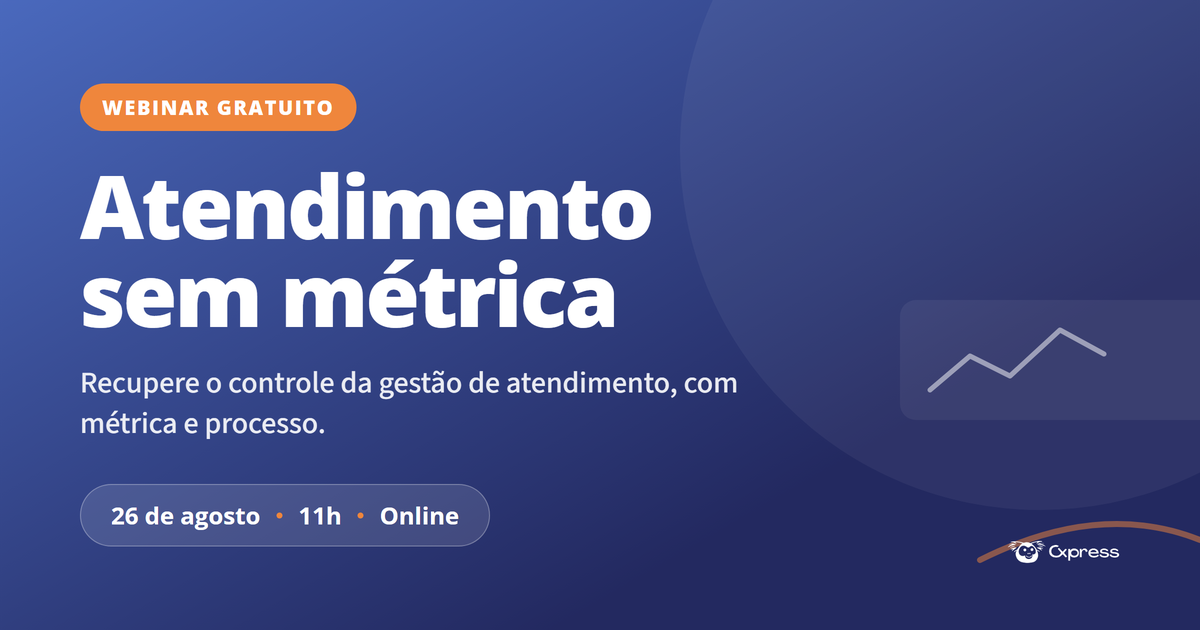 WEBINAR GRATUITO
Atendimento
sem métrica
Recupere o controle da gestão de atendimento, com
métrica e processo.
26 de agosto • 11h • Online
Cxpress